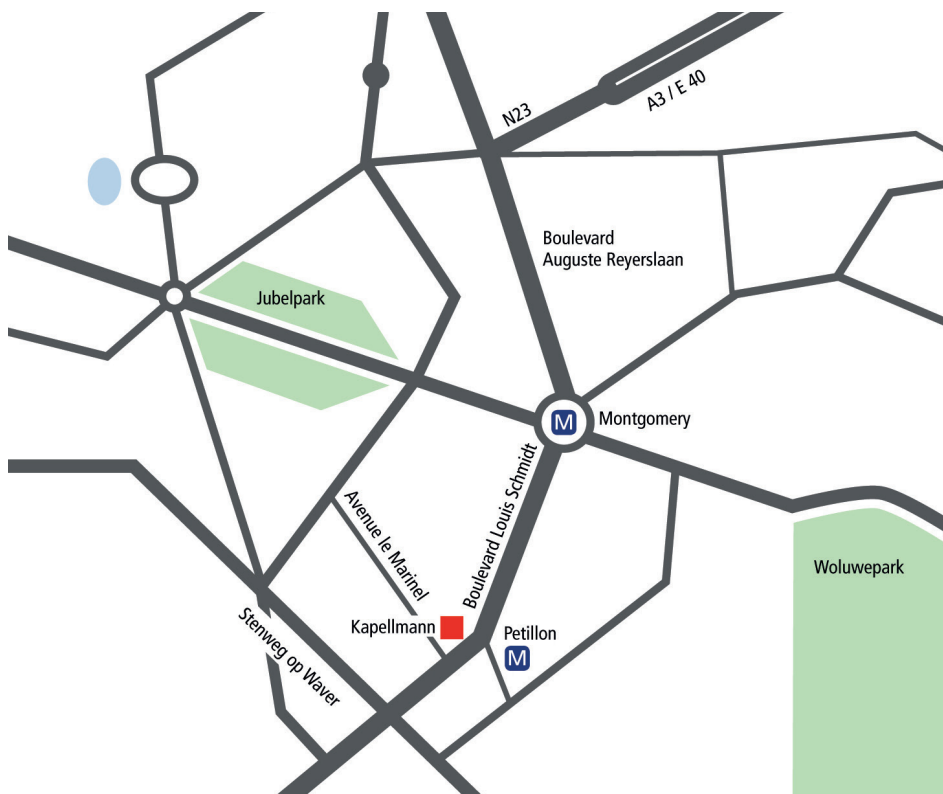 A3 / E 40
N23
Boulevard
Auguste Reyerslaan
Jubelpark
M
Montgomery
Boulevard Louis Schmidt
Avenue le Marinel
Woluwepark
Stenweg op Waver
Kapellmann
Petillon
M